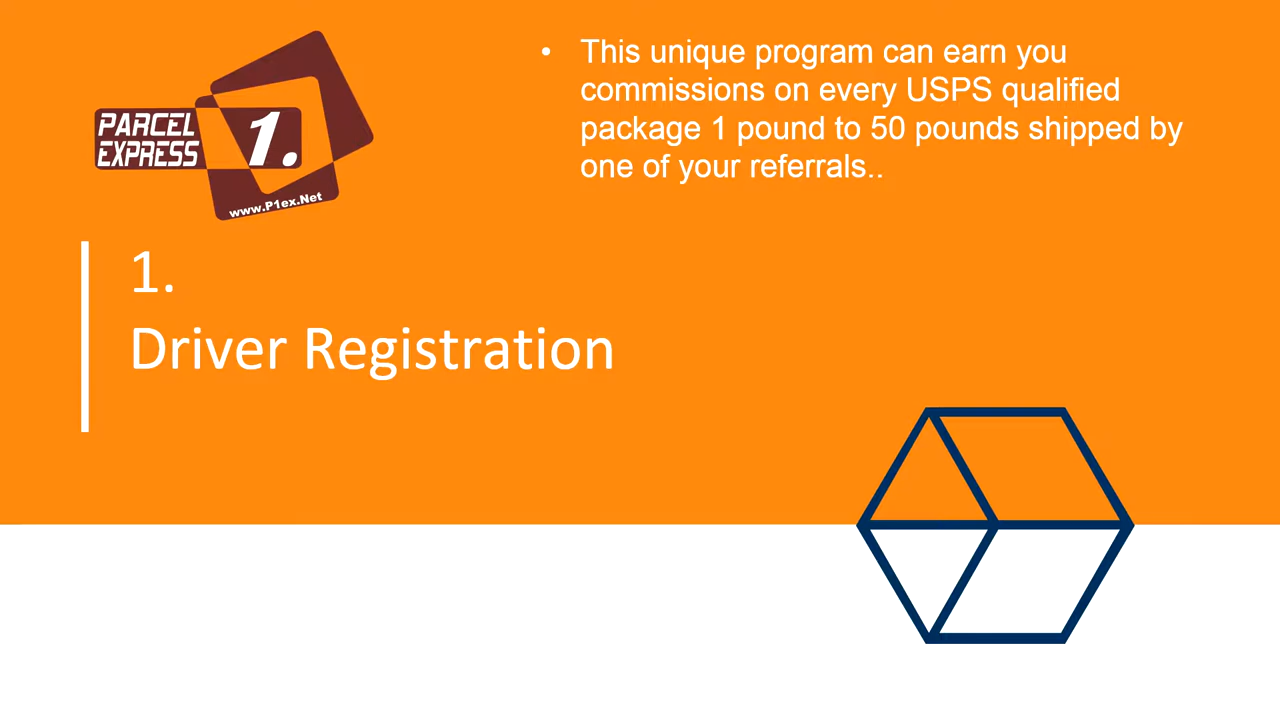 PARCEL
EXPRESS
1.
www.P1ex.Net
• This unique program can earn you
commissions on every USPS qualified
package 1 pound to 50 pounds shipped by
one of your referrals..
1.
Driver Registration